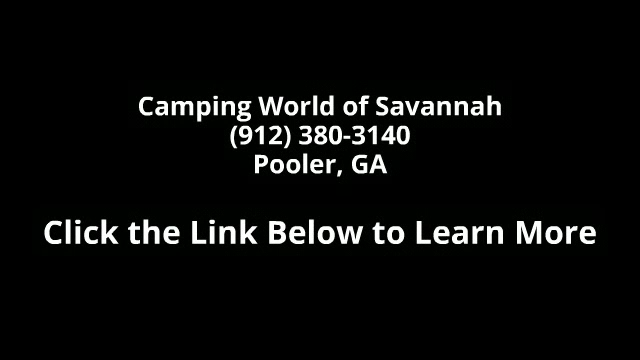 Camping World of Savannah
(912) 380-3140
Pooler, GA
Click the Link Below to Learn More